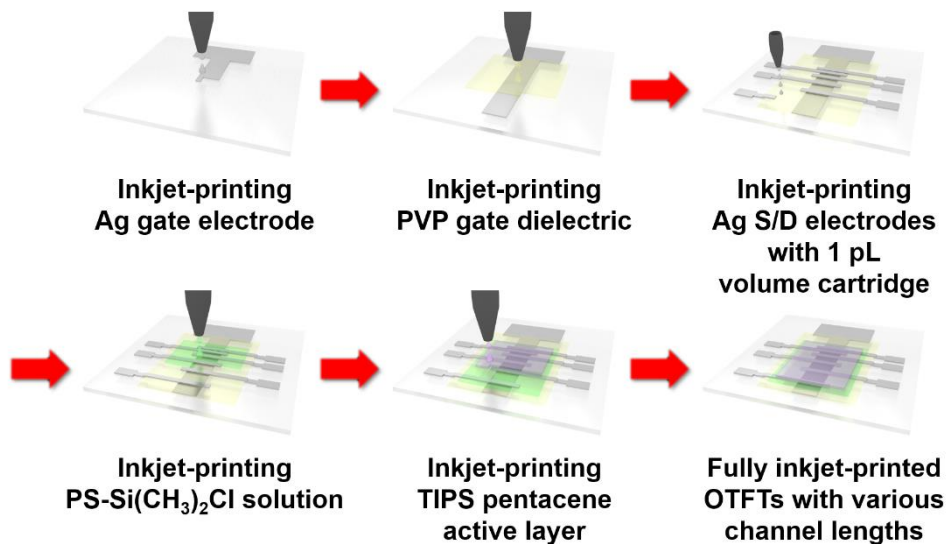 Inkjet-printing
Ag gate electrode
Inkjet-printing
PVP gate dielectric
Inkjet-printing
Ag S/D electrodes
with 1 pL
volume cartridge
Inkjet-printing
PS-Si(CH₃)₂Cl solution
Inkjet-printing
TIPS pentacene
active layer
Fully inkjet-printed
OTFTs with various
channel lengths